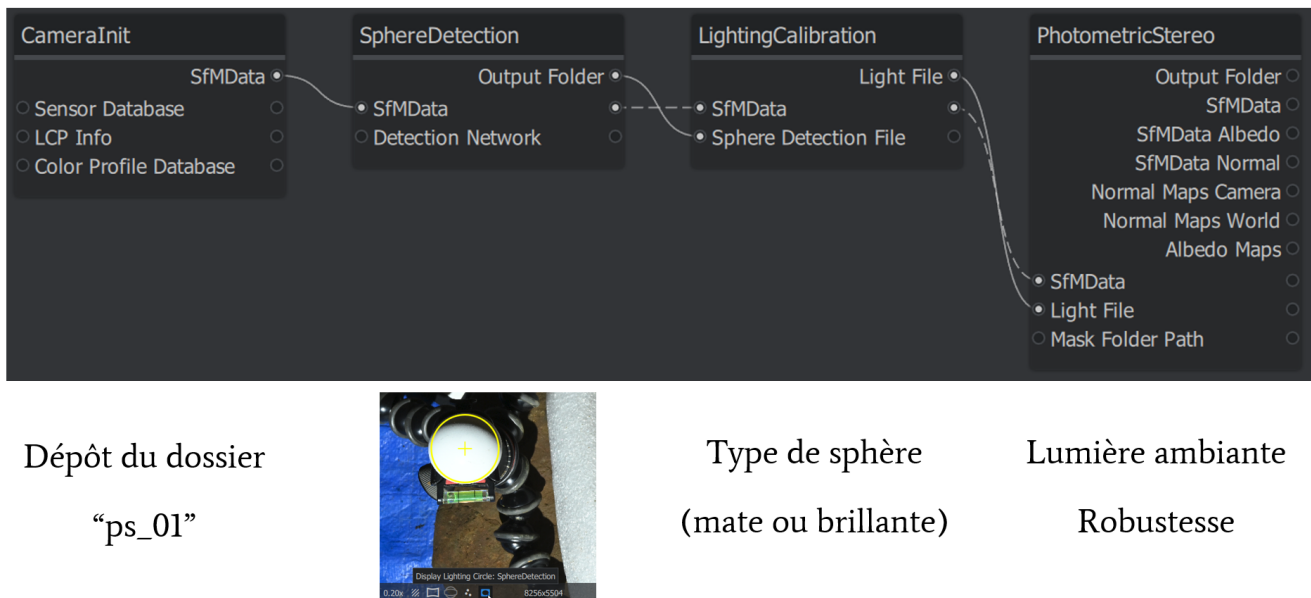 CameraInit
SfMData
Sensor Database
LCP Info
Color Profile Database
SphereDetection
Output Folder
SfMData
Detection Network
LightingCalibration
Light File
SfMData
Sphere Detection File
PhotometricStereo
Output Folder
SfMData
SfMData Albedo
SfMData Normal
Normal Maps Camera
Normal Maps World
Albedo Maps
SfMData
Light File
Mask Folder Path
Dépôt du dossier
“ps_01”
Display Lighting Circle: SphereDetection
0.20x 8256x5504
Type de sphère
(mate ou brillante)
Lumière ambiante
Robustesse